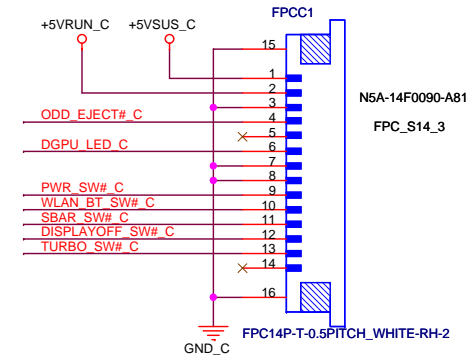 FPCC1
+5VRUN_C
+5VSUS_C
15
1
2
3
ODD_EJECT#_C
4
5
DGPU_LED_C
6
7
8
PWR_SW#_C
9
WLAN_BT_SW#_C
10
SBAR_SW#_C
11
DISPLAYOFF_SW#_C
12
TURBO_SW#_C
13
14
16
N5A-14F0090-A81
FPC_S14_3
FPC14P-T-0.5PITCH_WHITE-RH-2
GND_C